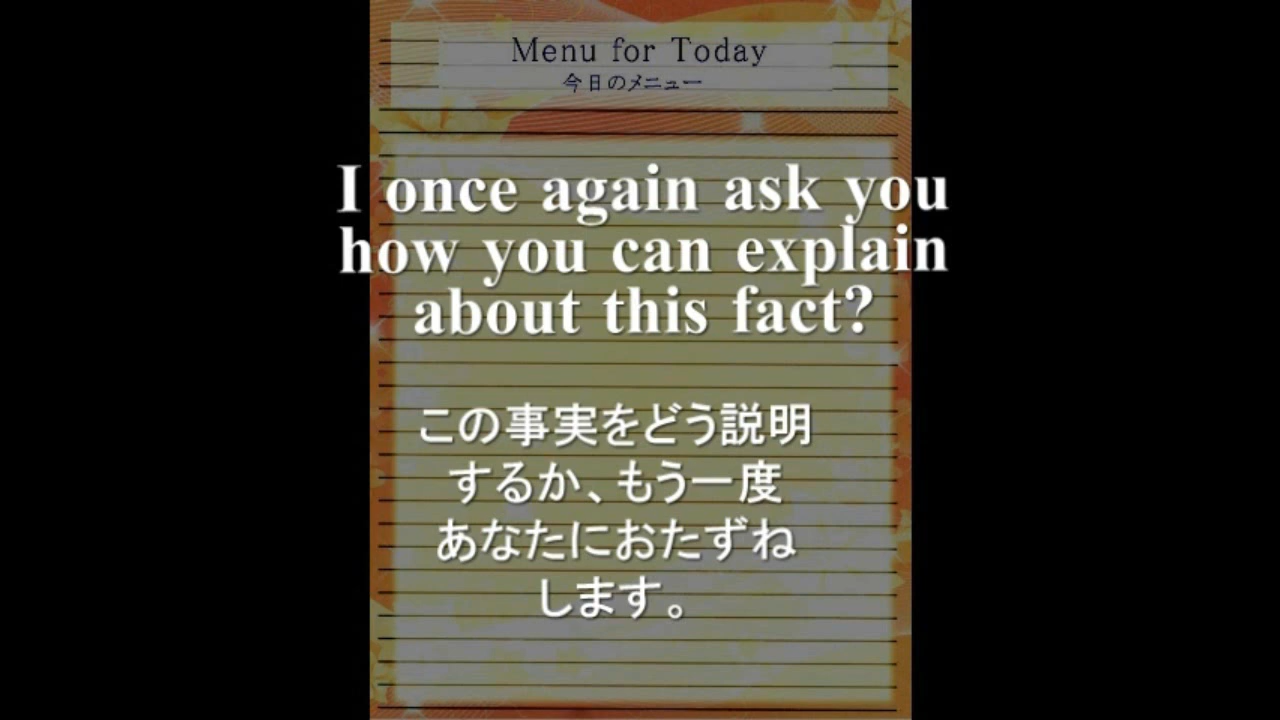 Menu for Today
今日のメニュー
I once again ask you
how you can explain
about this fact?
この事実をどう説明
するか、もう一度
あなたにおたずね
します。